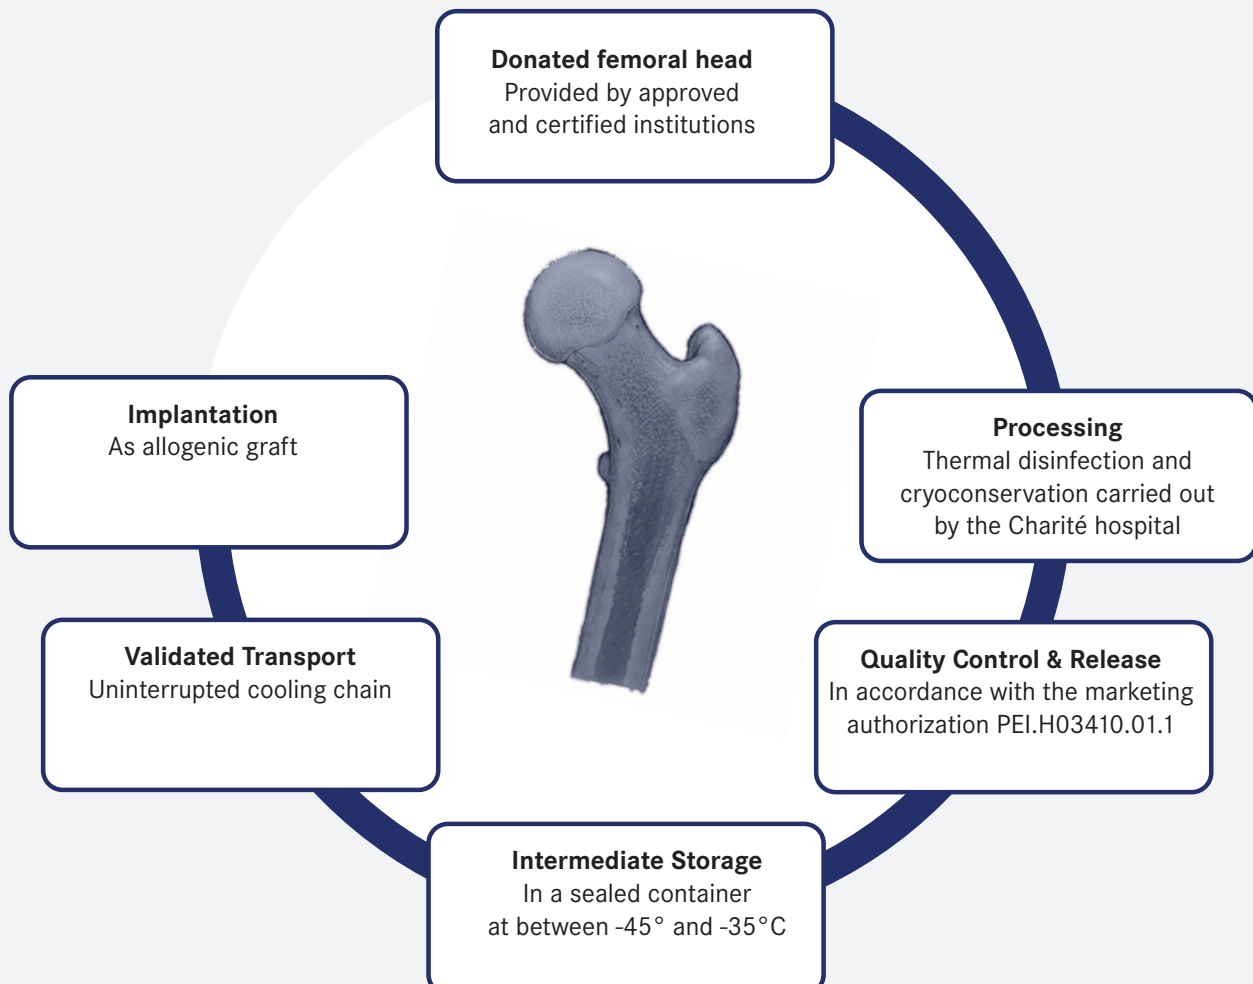 Donated femoral head
Provided by approved
and certified institutions
Processing
Thermal disinfection and
cryoconservation carried out
by the Charité hospital
Quality Control & Release
In accordance with the marketing
authorization PEI.H03410.01.1
Intermediate Storage
In a sealed container
at between -45° and -35°C
Validated Transport
Uninterrupted cooling chain
Implantation
As allogenic graft